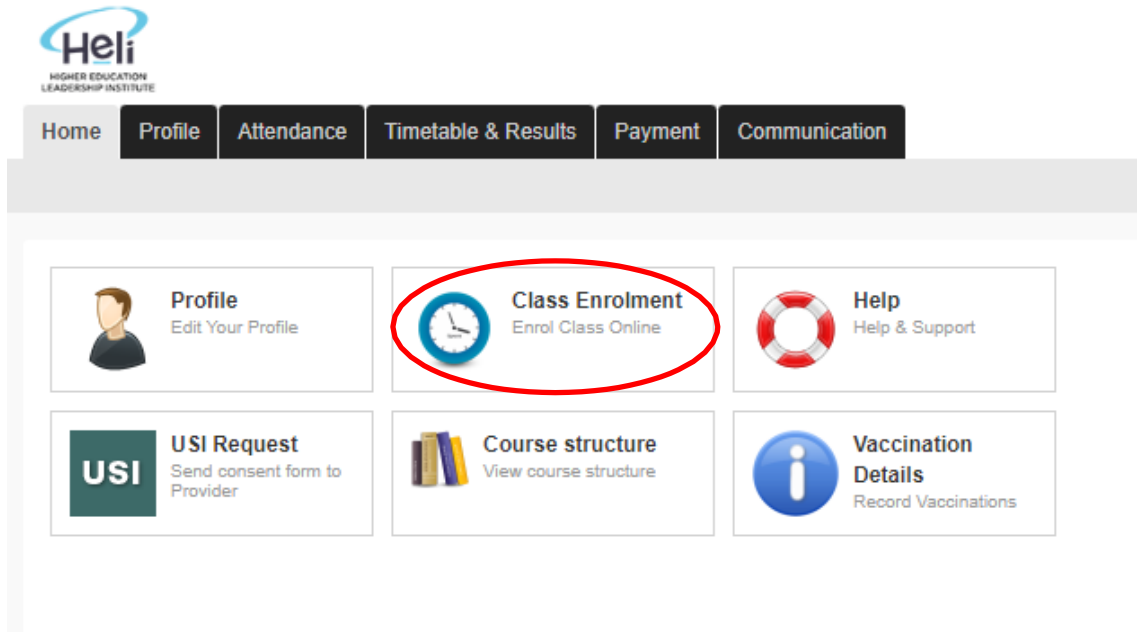 Heli
HIGHER EDUCATION
LEADERSHIP INSTITUTE
Home Profile Attendance Timetable & Results Payment Communication
Profile
Edit Your Profile
Class Enrolment
Enrol Class Online
Help
Help & Support
USI
USI Request
Send consent form to
Provider
Course structure
View course structure
Vaccination
Details
Record Vaccinations